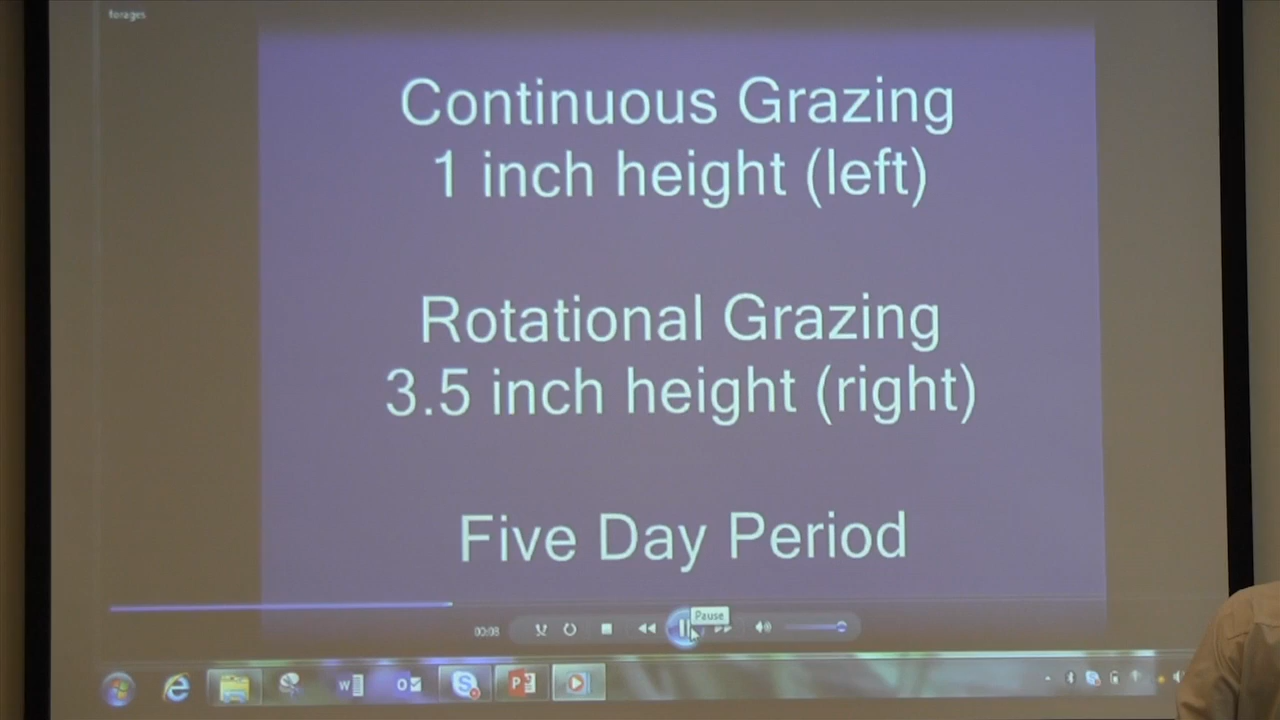 forages
Continuous Grazing
1 inch height (left)
Rotational Grazing
3.5 inch height (right)
Five Day Period
Pause
00:08